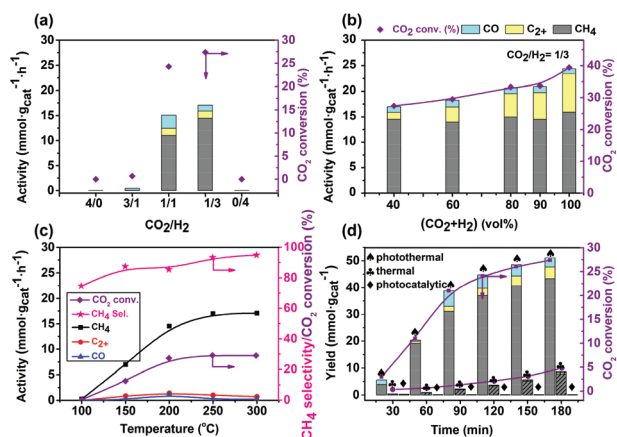 (a)
Activity (mmol·gcat⁻¹·h⁻¹)
30
25
20
15
10
5
0
4/0 3/1 1/1 1/3 0/4
CO₂/H₂
30
25
20
15
10
5
0
CO₂ conversion (%)
(b)
CO₂ conv. (%) CO C₂+ CH₄
CO₂/H₂= 1/3
Activity (mmol·gcat⁻¹·h⁻¹)
30
25
20
15
10
5
0
40 60 80 90 100
(CO₂+H₂) (vol%)
50
40
30
20
10
0
CO₂ conversion (%)
(c)
Activity (mmol·gcat⁻¹·h⁻¹)
30
25
20
15
10
5
0
CO₂ conv.
CH₄ Sel.
CH₄
C₂+
CO
100 150 200 250 300
Temperature (°C)
100
80
60
40
20
0
CH₄ selectivity/CO₂ conversion (%)
(d)
photothermal
thermal
photocatalytic
Yield (mmol·gcat⁻¹)
50
40
30
20
10
0
30 60 90 120 150 180
Time (min)
30
25
20
15
10
5
0
CO₂ conversion (%)